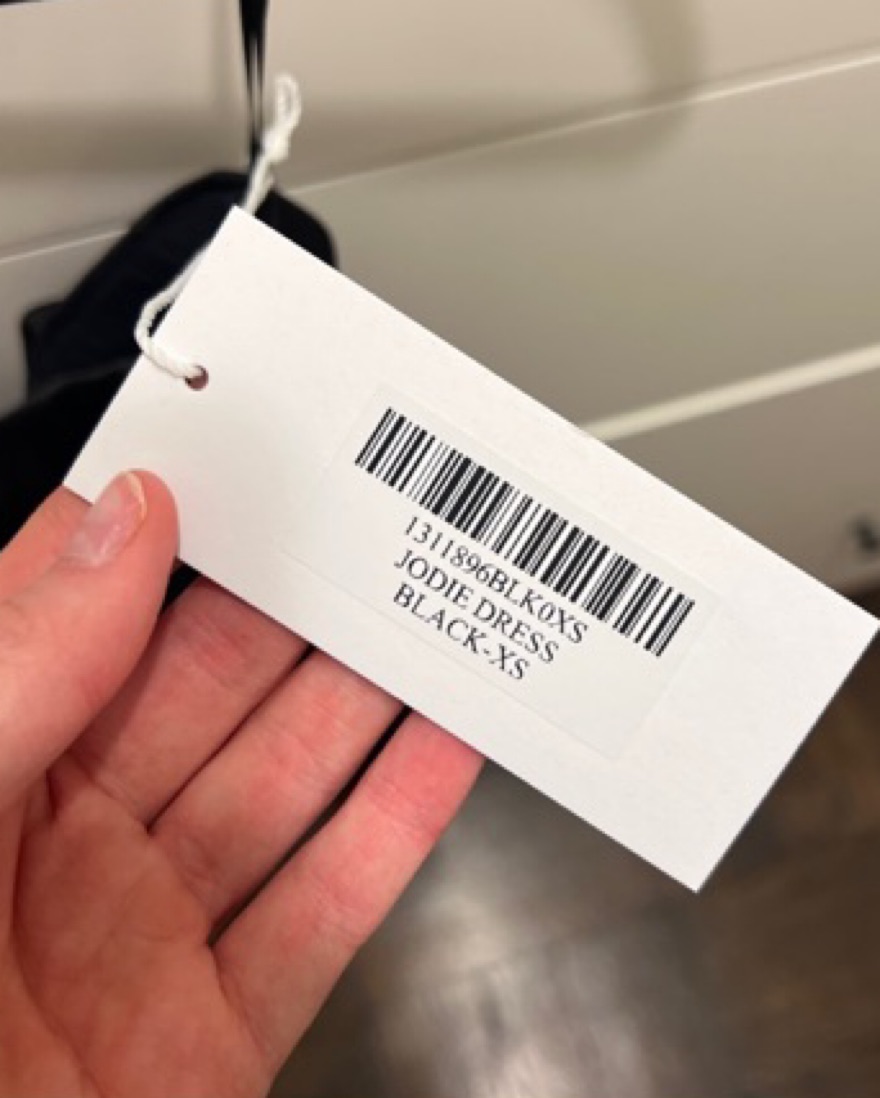 1311896BLK0XS
JODIE DRESS
BLACK-XS